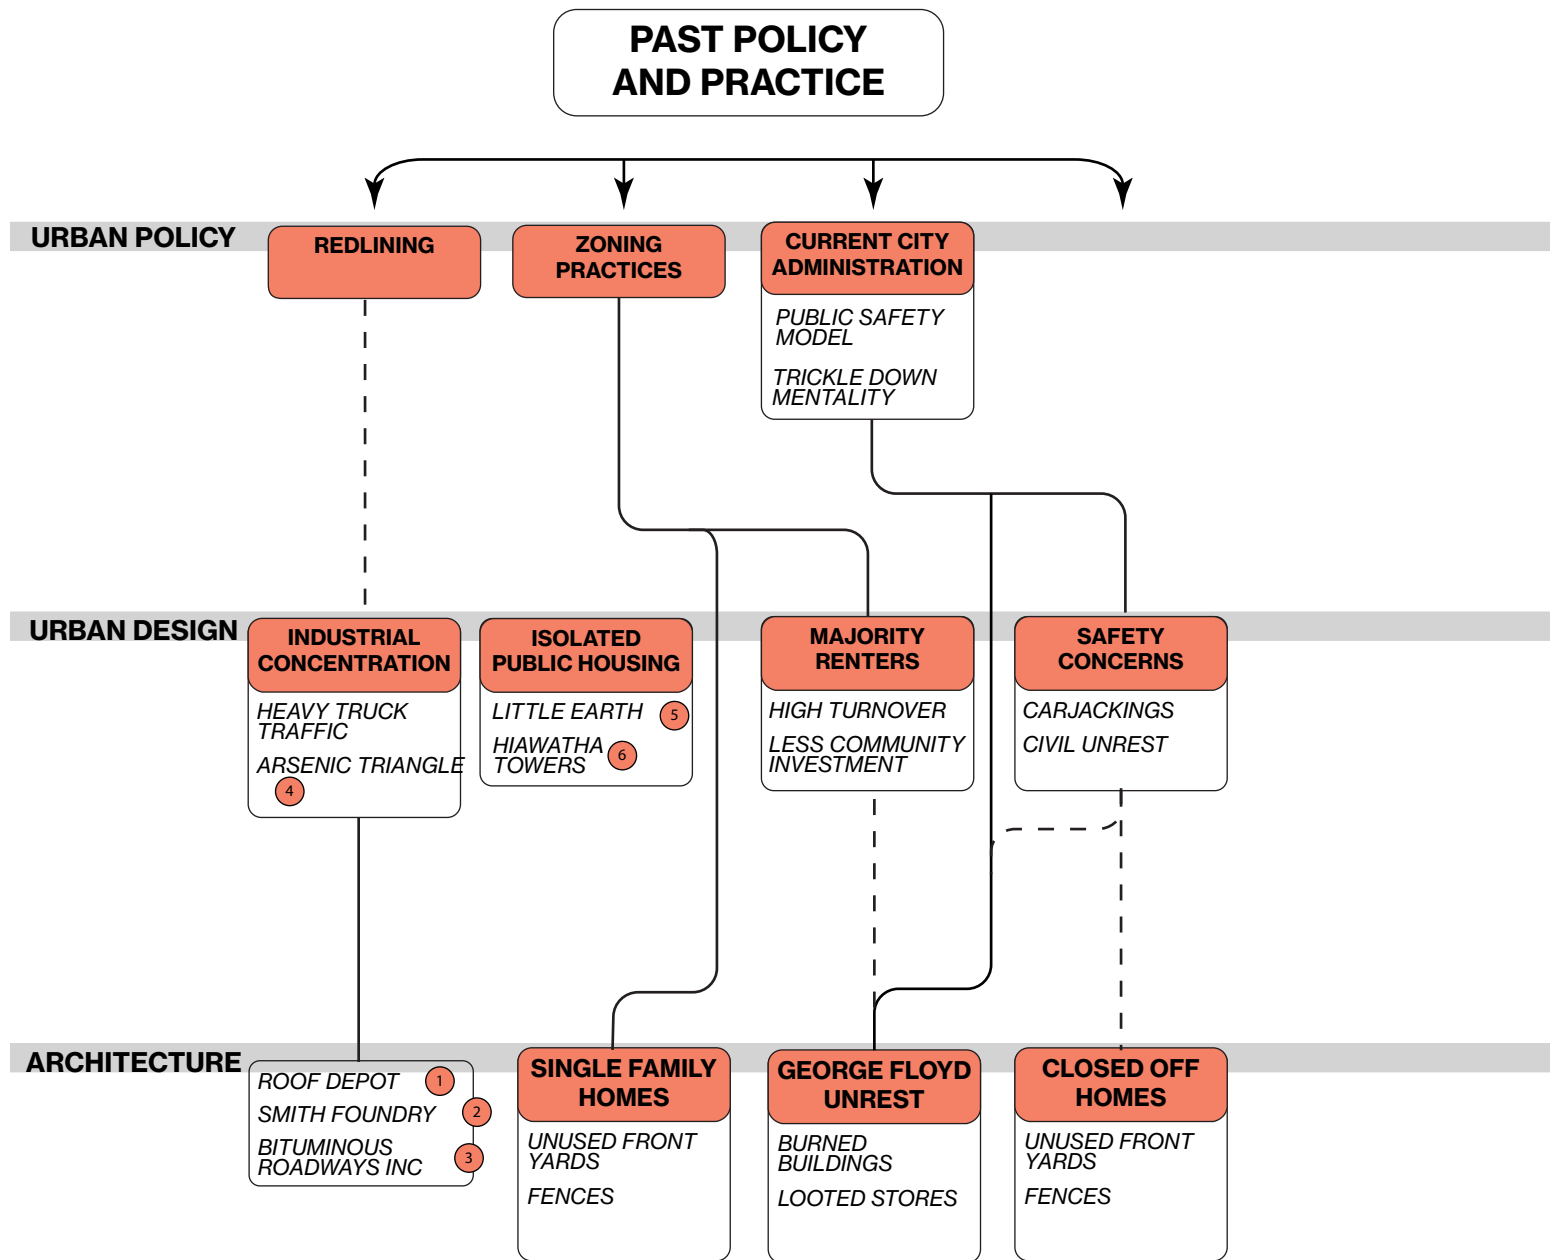 PAST POLICY
AND PRACTICE
URBAN POLICY
REDLINING
ZONING
PRACTICES
CURRENT CITY
ADMINISTRATION
PUBLIC SAFETY
MODEL
TRICKLE DOWN
MENTALITY
URBAN DESIGN
INDUSTRIAL
CONCENTRATION
HEAVY TRUCK
TRAFFIC
ARSENIC TRIANGLE
4
ISOLATED
PUBLIC HOUSING
LITTLE EARTH 5
HIAWATHA
TOWERS 6
MAJORITY
RENTERS
HIGH TURNOVER
LESS COMMUNITY
INVESTMENT
SAFETY
CONCERNS
CARJACKINGS
CIVIL UNREST
ARCHITECTURE
ROOF DEPOT 1
SMITH FOUNDRY 2
BITUMINOUS
ROADWAYS INC 3
SINGLE FAMILY
HOMES
UNUSED FRONT
YARDS
FENCES
GEORGE FLOYD
UNREST
BURNED
BUILDINGS
LOOTED STORES
CLOSED OFF
HOMES
UNUSED FRONT
YARDS
FENCES